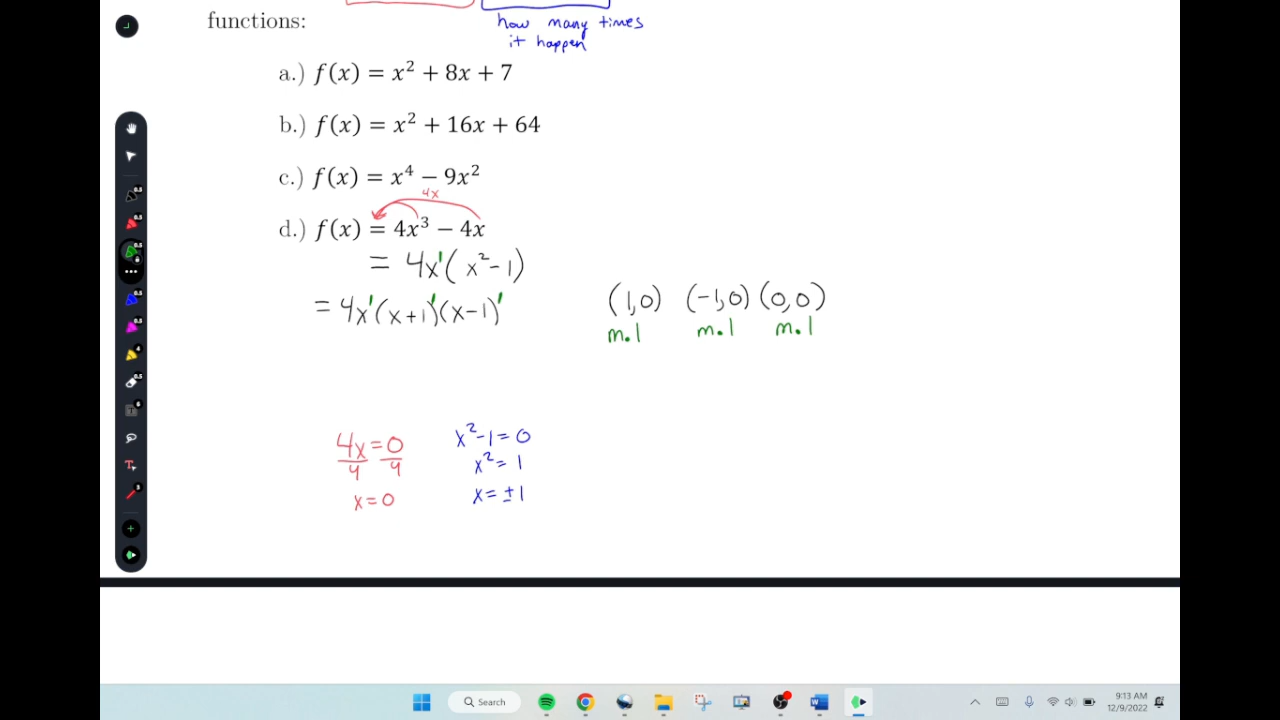 functions:
how many times
it happen
a.) f(x) = x² + 8x + 7
b.) f(x) = x² + 16x + 64
c.) f(x) = x⁴ − 9x²
4x
d.) f(x) = 4x³ − 4x
= 4x¹(x²−1)
= 4x¹(x+1)¹(x−1)¹
(1,0) (−1,0) (0,0)
m.1 m.1 m.1
4x=0
4 4
x=0
x²−1=0
x²=1
x=±1
Search
9:13 AM
12/9/2022